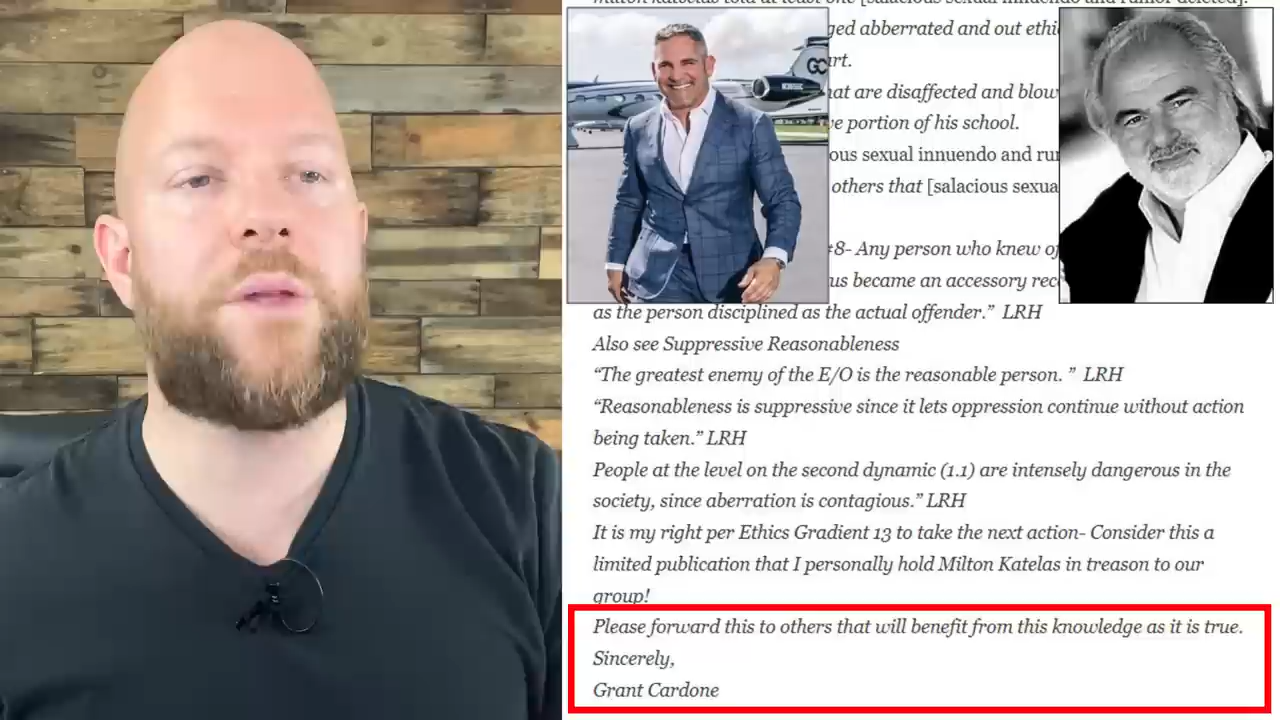 milton katselas told at least one [salacious sexual innuendo and rumor deleted].
ged abberrated and out ethi
art.
hat are disaffected and blow
ve portion of his school.
ous sexual innuendo and rum
others that [salacious sexua
#8- Any person who knew of
us became an accessory rec
as the person disciplined as the actual offender.” LRH
Also see Suppressive Reasonableness
“The greatest enemy of the E/O is the reasonable person. ” LRH
“Reasonableness is suppressive since it lets oppression continue without action
being taken.” LRH
People at the level on the second dynamic (1.1) are intensely dangerous in the
society, since aberration is contagious.” LRH
It is my right per Ethics Gradient 13 to take the next action- Consider this a
limited publication that I personally hold Milton Katelas in treason to our
group!
Please forward this to others that will benefit from this knowledge as it is true.
Sincerely,
Grant Cardone